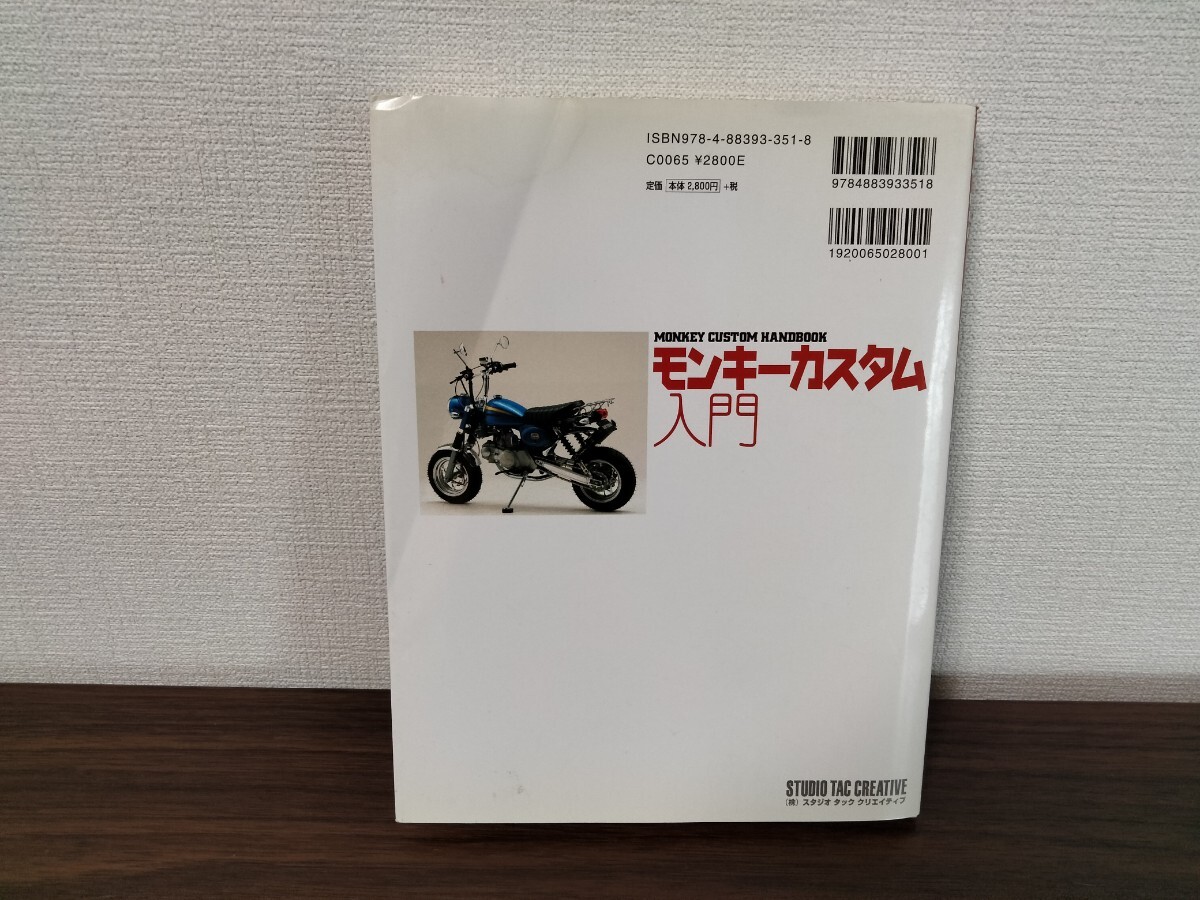 ISBN978-4-88393-351-8
C0065 ¥2800E
定価 本体 2,800円 +税
9784883933518
1920065028001
MONKEY CUSTOM HANDBOOK
モンキーカスタム
入門
STUDIO TAC CREATIVE
(株) スタジオ タック クリエイティブ